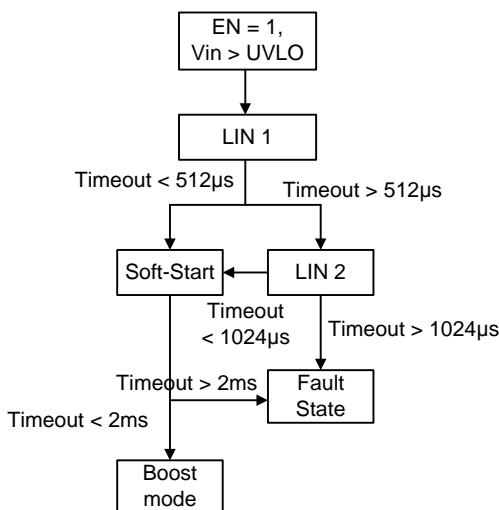 EN = 1,
Vin > UVLO
LIN 1
Timeout < 512µs
Timeout > 512µs
Soft-Start
LIN 2
Timeout
< 1024µs
Timeout > 1024µs
Timeout > 2ms
Fault
State
Timeout < 2ms
Boost
mode